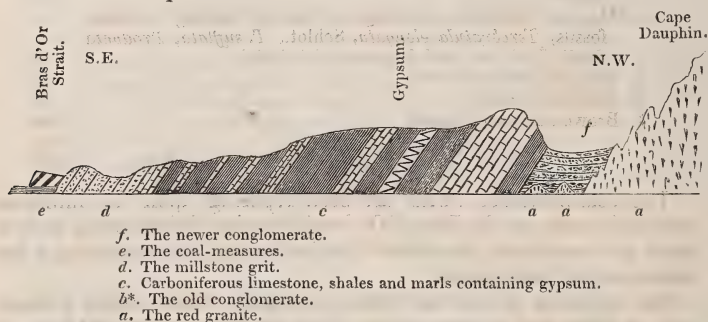 Cape
Dauphin.
Bras d'Or
Strait.
S.E.
Gypsum.
N.W.
f
e d c a a a
f. The newer conglomerate.
e. The coal-measures.
d. The millstone grit.
c. Carboniferous limestone, shales and marls containing gypsum.
b*. The old conglomerate.
a. The red granite.